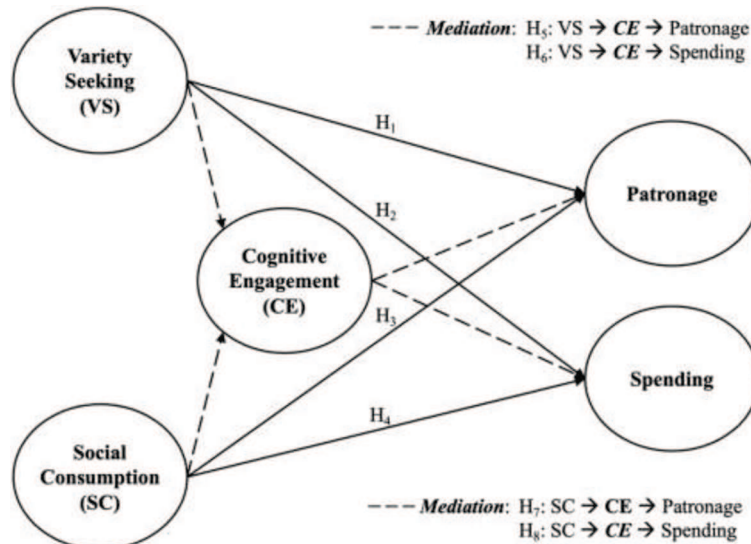 Variety
Seeking
(VS)
— — — Mediation: H₅: VS → CE → Patronage
H₆: VS → CE → Spending
H₁
H₂
Patronage
Cognitive
Engagement
(CE)
H₃
Spending
H₄
Social
Consumption
(SC)
— — — Mediation: H₇: SC → CE → Patronage
H₈: SC → CE → Spending